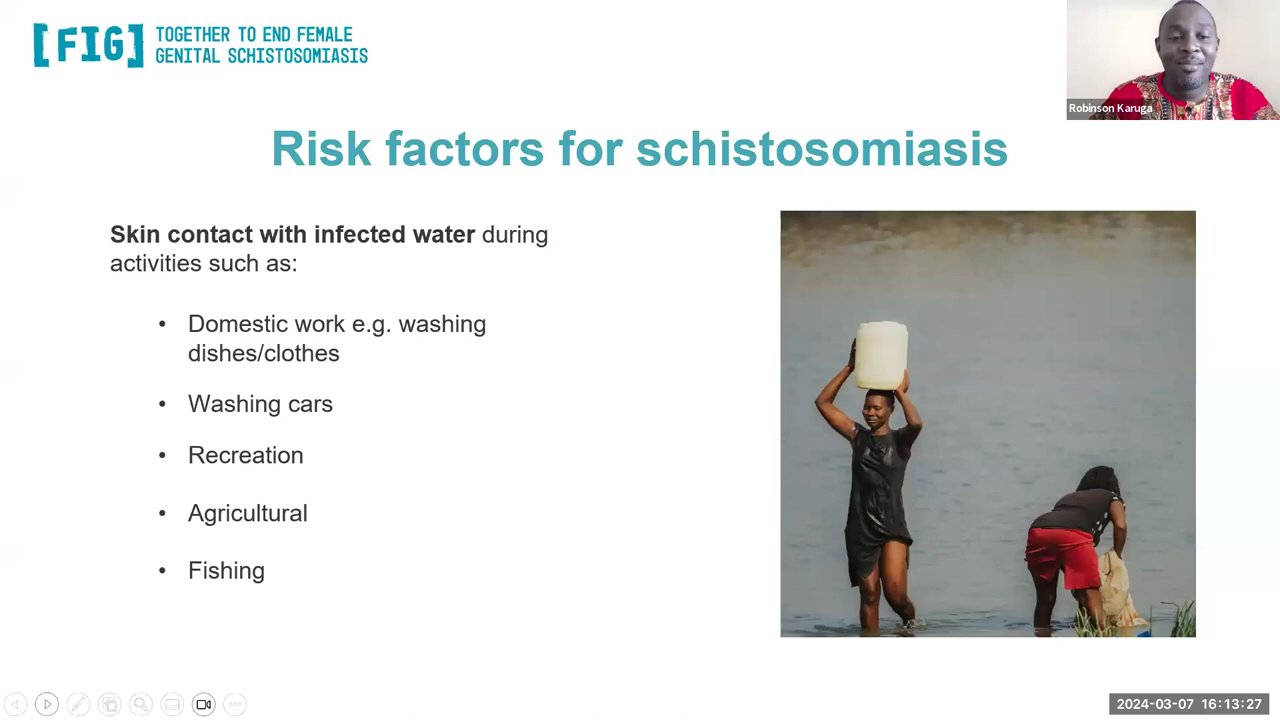 [FIG] TOGETHER TO END FEMALE
GENITAL SCHISTOSOMIASIS
Robinson Karuga
Risk factors for schistosomiasis
Skin contact with infected water during
activities such as:
• Domestic work e.g. washing
dishes/clothes
• Washing cars
• Recreation
• Agricultural
• Fishing
2024-03-07 16:13:27